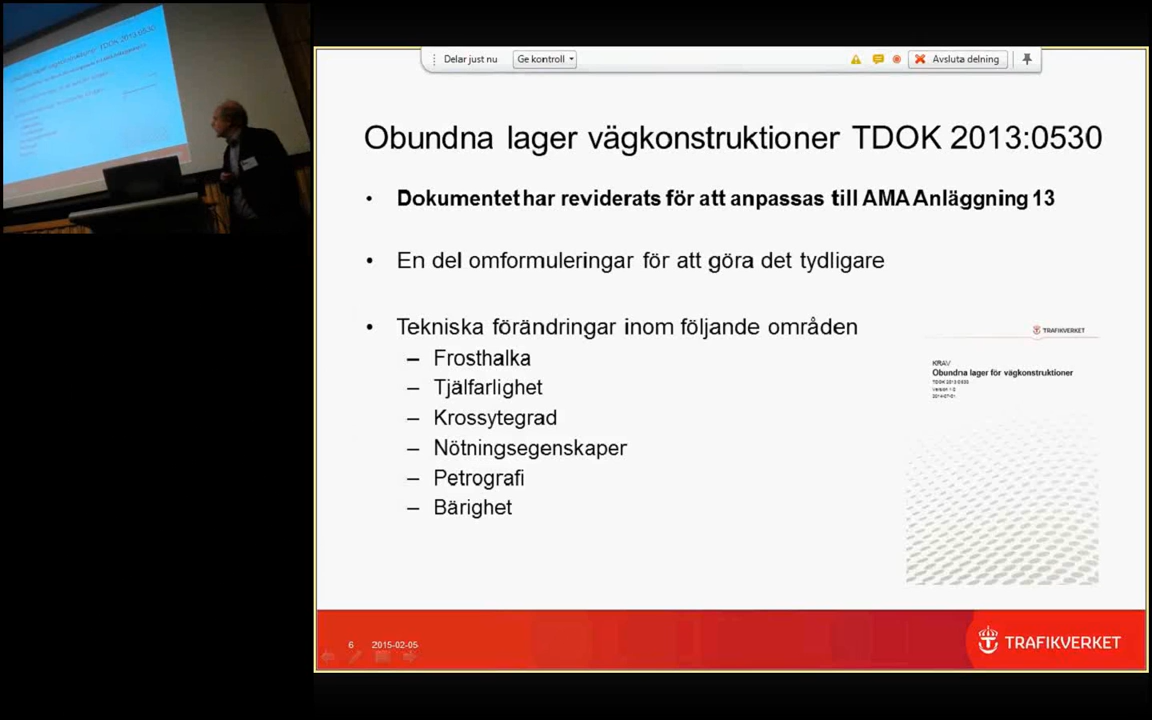 Delar just nu
Ge kontroll
Avsluta delning
Obundna lager vägkonstruktioner TDOK 2013:0530
• Dokumentet har reviderats för att anpassas till AMA Anläggning 13
• En del omformuleringar för att göra det tydligare
• Tekniska förändringar inom följande områden
– Frosthalka
– Tjälfarlighet
– Krossytegrad
– Nötningsegenskaper
– Petrografi
– Bärighet
TRAFIKVERKET
KRAV
Obundna lager för vägkonstruktioner
TDOK 2013:0530
6 2015-02-05
TRAFIKVERKET